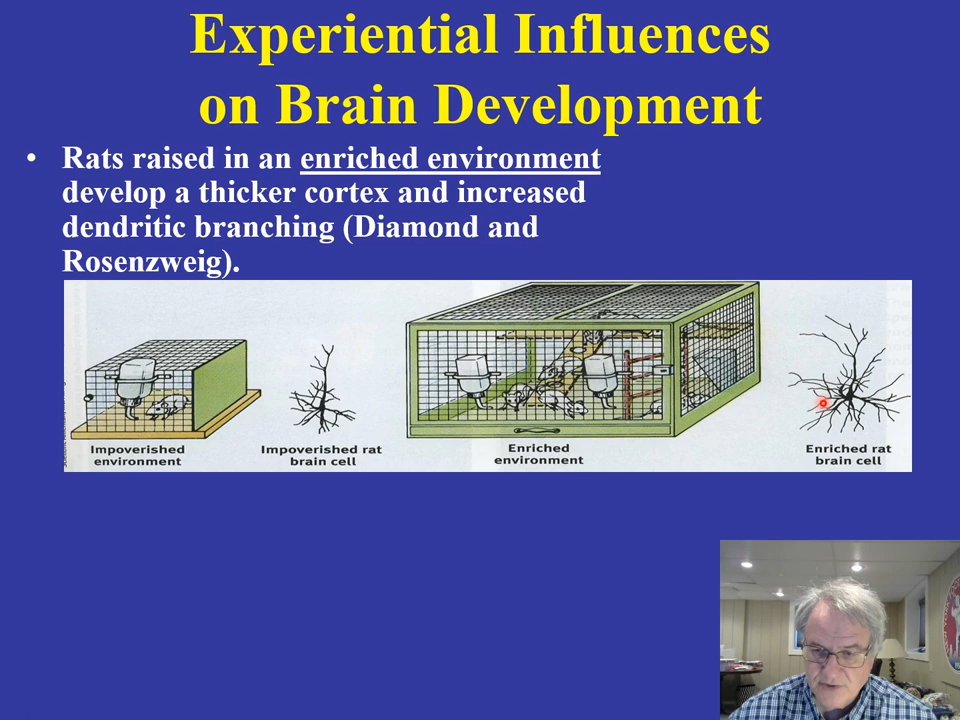 Experiential Influences
on Brain Development
• Rats raised in an enriched environment
develop a thicker cortex and increased
dendritic branching (Diamond and
Rosenzweig).
Impoverished
environment
Impoverished rat
brain cell
Enriched
environment
Enriched rat
brain cell